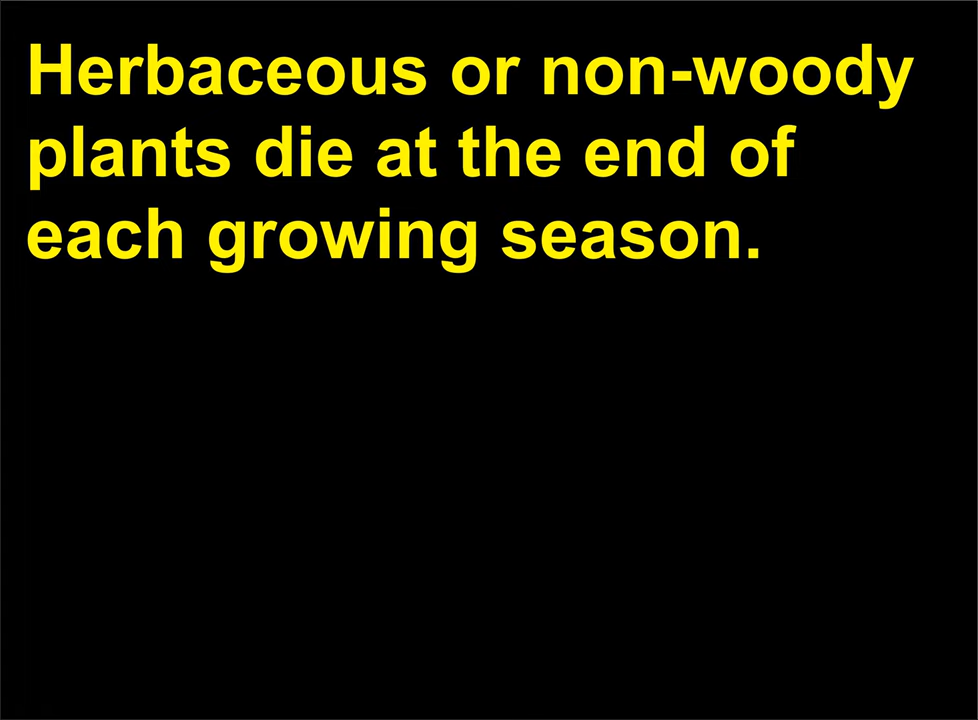 Herbaceous or non-woody
plants die at the end of
each growing season.